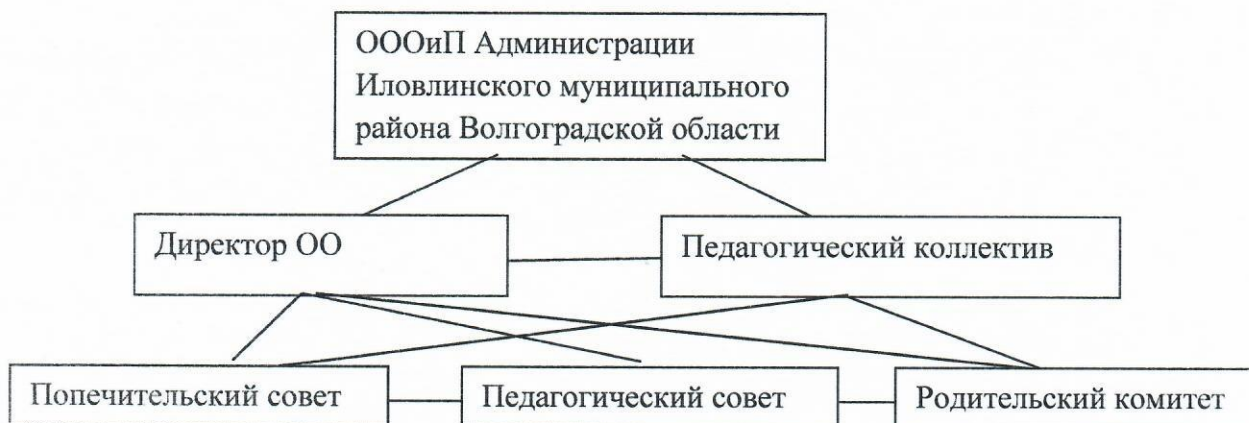 ОООиП Администрации
Иловлинского муниципального
района Волгоградской области
Директор ОО
Педагогический коллектив
Попечительский совет
Педагогический совет
Родительский комитет